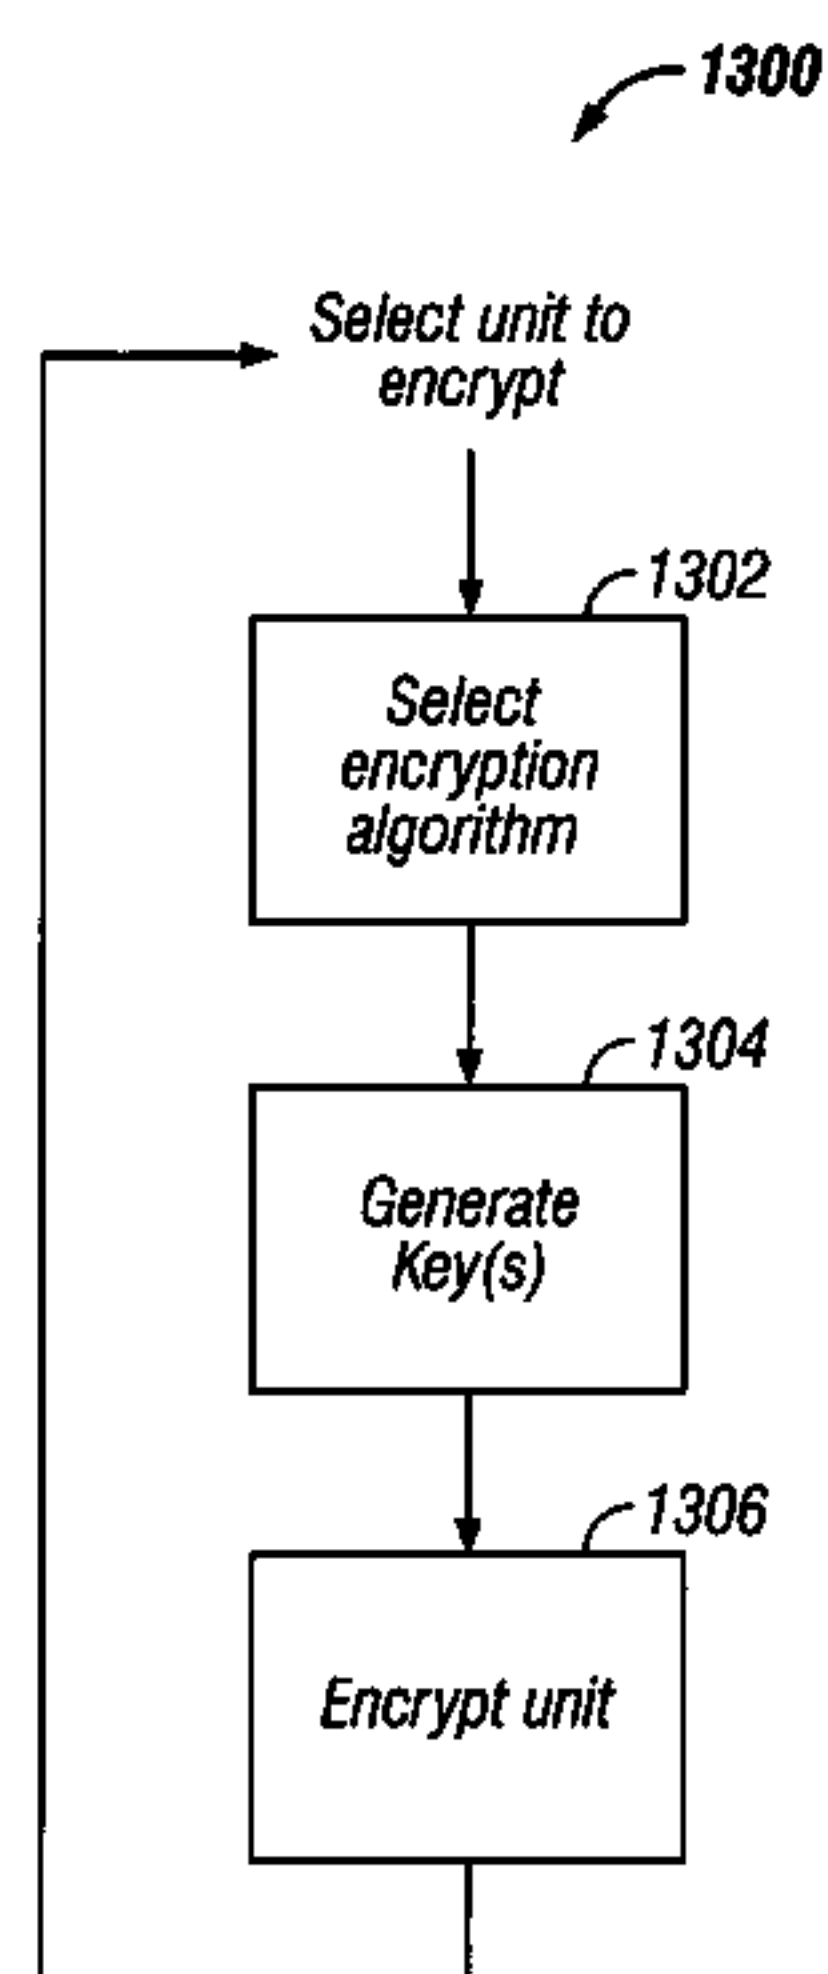 1300
Select unit to
encrypt
1302
Select
encryption
algorithm
1304
Generate
Key(s)
1306
Encrypt unit